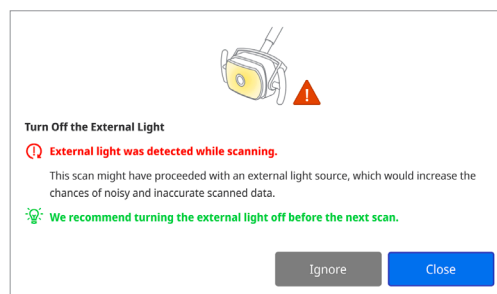 Turn Off the External Light
External light was detected while scanning.
This scan might have proceeded with an external light source, which would increase the
chances of noisy and inaccurate scanned data.
We recommend turning the external light off before the next scan.
Ignore
Close